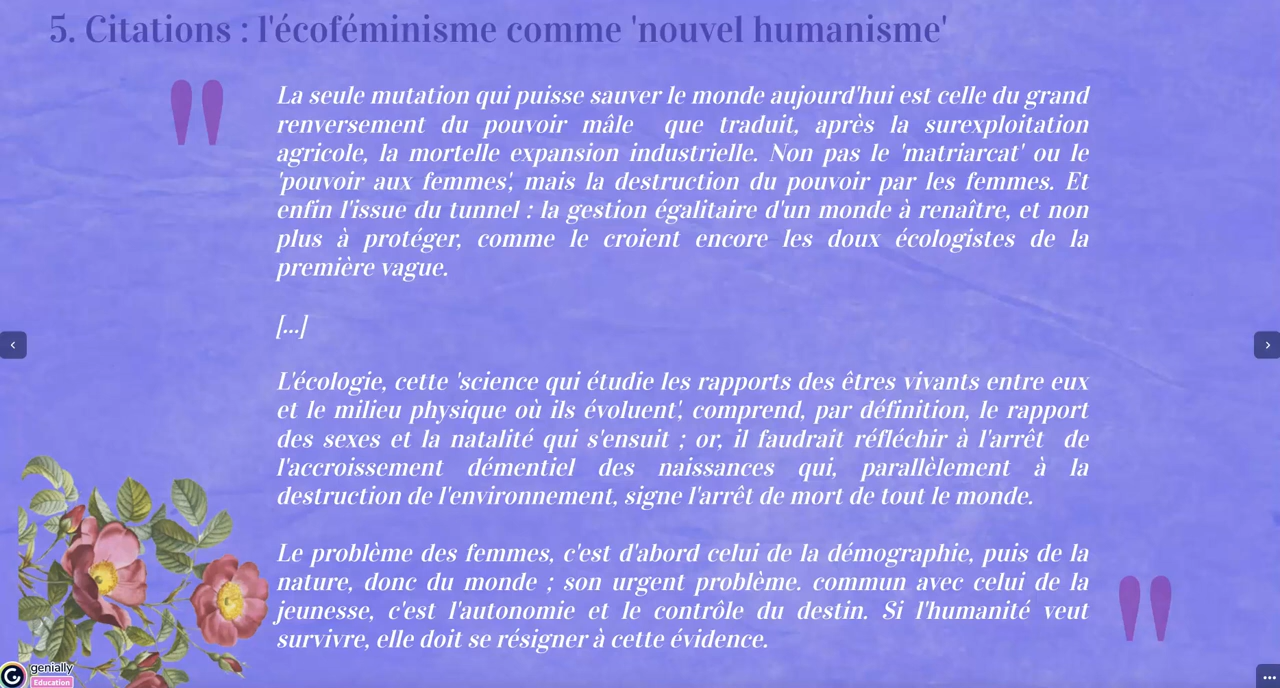 5. Citations : l'écoféminisme comme 'nouvel humanisme'
"
La seule mutation qui puisse sauver le monde aujourd'hui est celle du grand
renversement du pouvoir mâle que traduit, après la surexploitation
agricole, la mortelle expansion industrielle. Non pas le 'matriarcat' ou le
'pouvoir aux femmes', mais la destruction du pouvoir par les femmes. Et
enfin l'issue du tunnel : la gestion égalitaire d'un monde à renaître, et non
plus à protéger, comme le croient encore les doux écologistes de la
première vague.
[...]
L'écologie, cette 'science qui étudie les rapports des êtres vivants entre eux
et le milieu physique où ils évoluent', comprend, par définition, le rapport
des sexes et la natalité qui s'ensuit ; or, il faudrait réfléchir à l'arrêt de
l'accroissement démentiel des naissances qui, parallèlement à la
destruction de l'environnement, signe l'arrêt de mort de tout le monde.
Le problème des femmes, c'est d'abord celui de la démographie, puis de la
nature, donc du monde ; son urgent problème. commun avec celui de la
jeunesse, c'est l'autonomie et le contrôle du destin. Si l'humanité veut
survivre, elle doit se résigner à cette évidence.
"
genially
Education